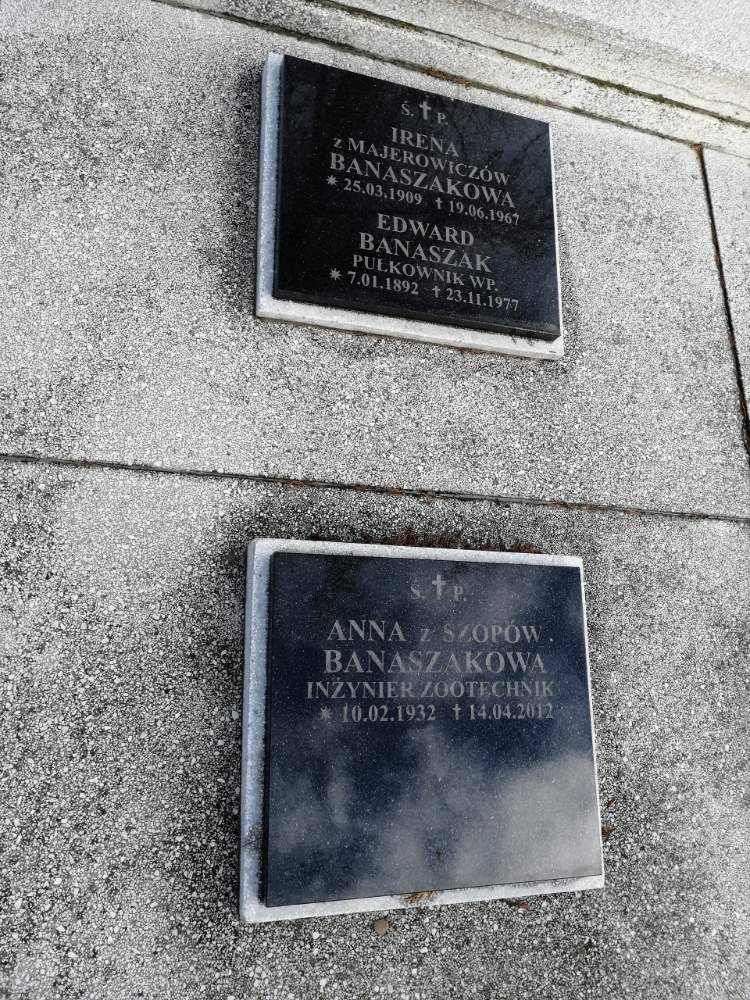 Ś. † P.
IRENA
z MAJEROWICZÓW
BANASZAKOWA
* 25.03.1909 † 19.06.1967
EDWARD
BANASZAK
PUŁKOWNIK WP.
* 7.01.1892 † 23.11.1977
Ś. † P.
ANNA z SZOPÓW
BANASZAKOWA
INŻYNIER ZOOTECHNIK
* 10.02.1932 † 14.04.2012